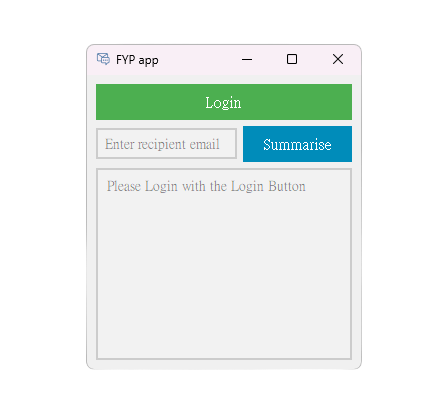 FYP app
Login
Enter recipient email
Summarise
Please Login with the Login Button